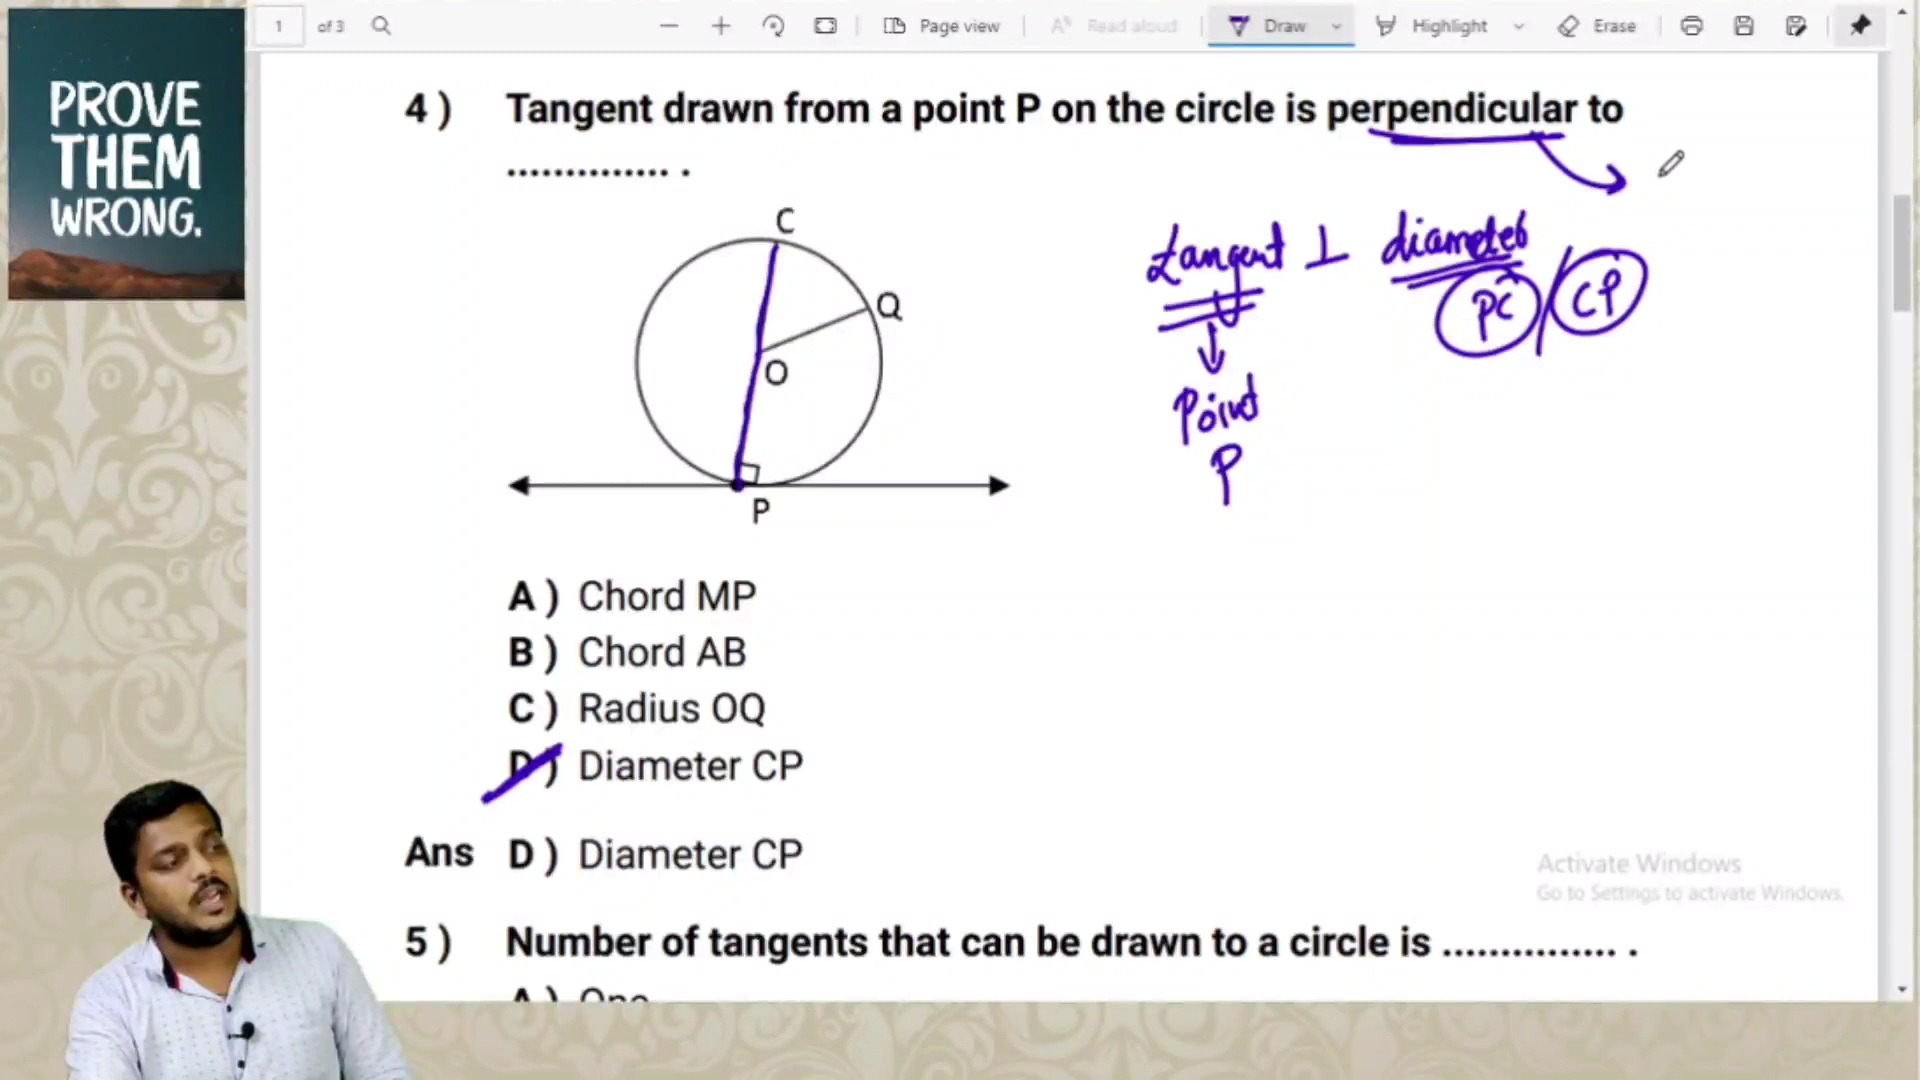 PROVE
THEM
WRONG.
1 of 3
Page view
Read aloud
Draw
Highlight
Erase
4 ) Tangent drawn from a point P on the circle is perpendicular to
.............. .
C
Q
O
P
tangent ⊥ diameter
PC / CP
Point
P
A ) Chord MP
B ) Chord AB
C ) Radius OQ
D ) Diameter CP
Ans D ) Diameter CP
Activate Windows
Go to Settings to activate Windows.
5 ) Number of tangents that can be drawn to a circle is ............... .
A ) One